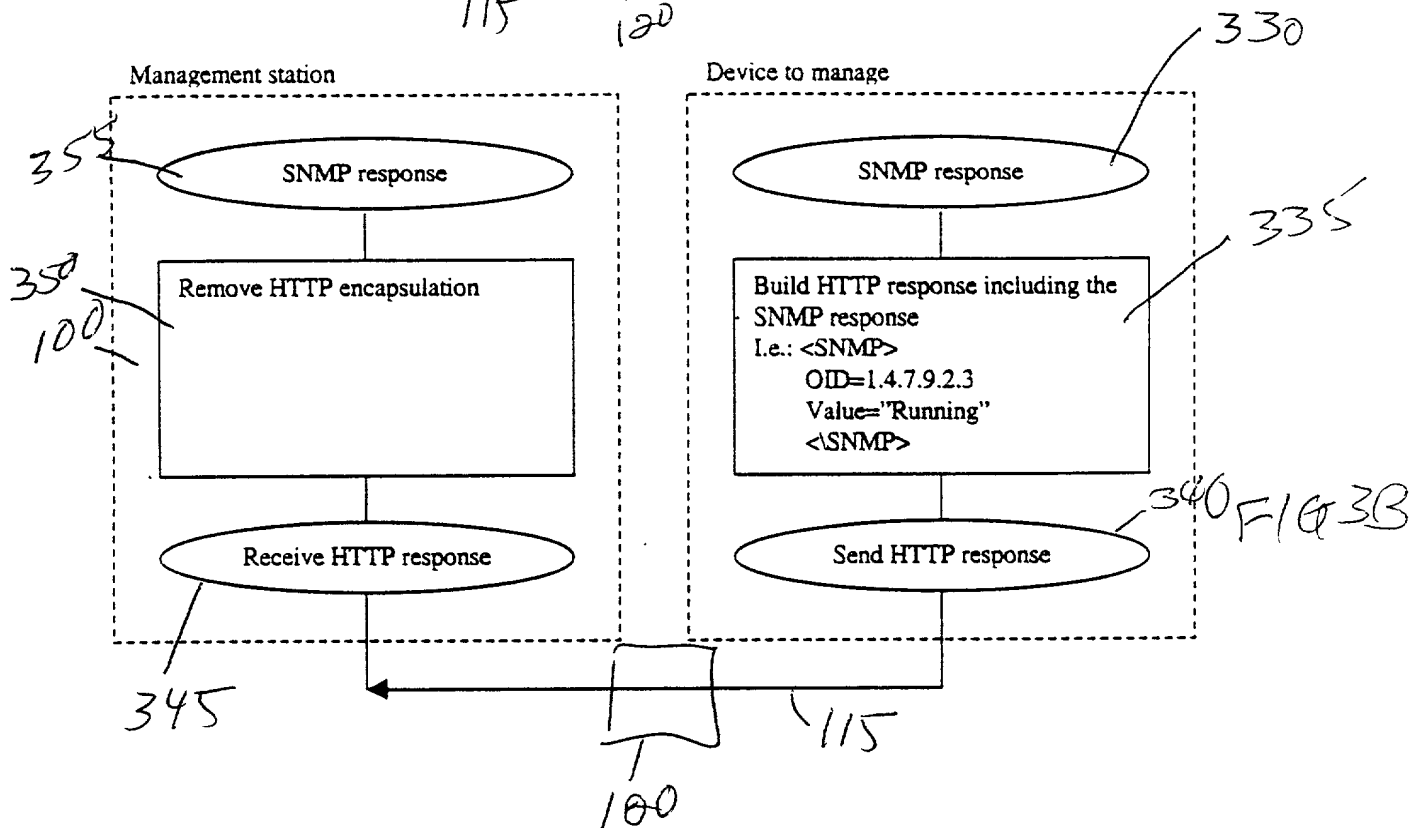 115
120
330
Management station
Device to manage
355
SNMP response
SNMP response
335
350
100
Remove HTTP encapsulation
Build HTTP response including the
SNMP response
I.e.: <SNMP>
OID=1.4.7.9.2.3
Value="Running"
<\SNMP>
340
FIG 3B
Receive HTTP response
Send HTTP response
345
115
100